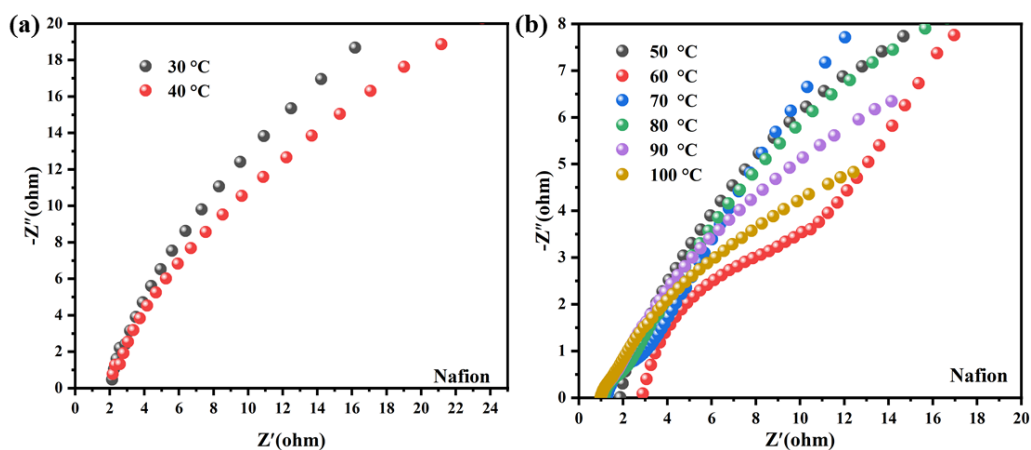 (a)
30 °C
40 °C
20
18
16
14
12
10
8
6
4
2
0
-Z''(ohm)
0 2 4 6 8 10 12 14 16 18 20 22 24
Z'(ohm)
Nafion
(b)
50 °C
60 °C
70 °C
80 °C
90 °C
100 °C
8
7
6
5
4
3
2
1
0
-Z''(ohm)
0 2 4 6 8 10 12 14 16 18 20
Z'(ohm)
Nafion